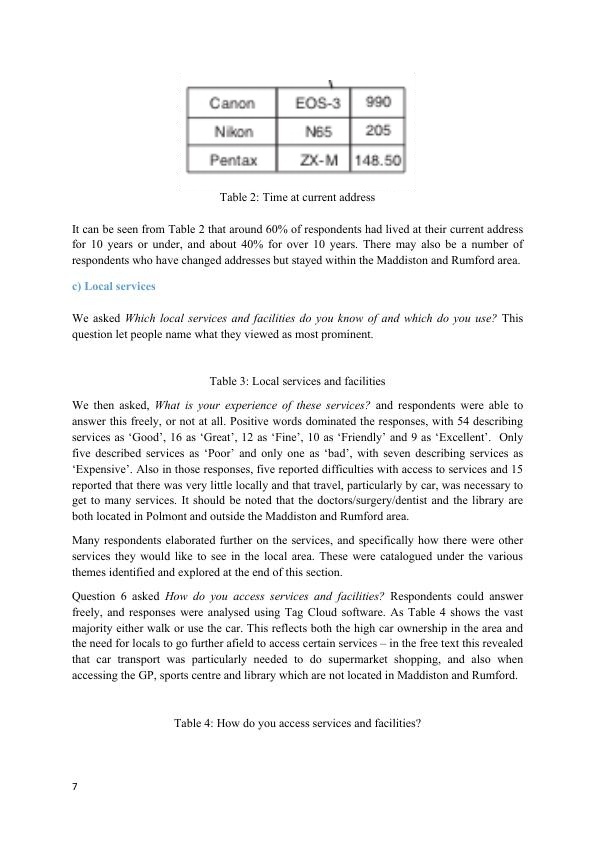 Canon EOS-3 990
Nikon N65 205
Pentax ZX-M 148.50
Table 2: Time at current address
It can be seen from Table 2 that around 60% of respondents had lived at their current address
for 10 years or under, and about 40% for over 10 years. There may also be a number of
respondents who have changed addresses but stayed within the Maddiston and Rumford area.
c) Local services
We asked Which local services and facilities do you know of and which do you use? This
question let people name what they viewed as most prominent.
Table 3: Local services and facilities
We then asked, What is your experience of these services? and respondents were able to
answer this freely, or not at all. Positive words dominated the responses, with 54 describing
services as ‘Good’, 16 as ‘Great’, 12 as ‘Fine’, 10 as ‘Friendly’ and 9 as ‘Excellent’.  Only
five described services as ‘Poor’ and only one as ‘bad’, with seven describing services as
‘Expensive’. Also in those responses, five reported difficulties with access to services and 15
reported that there was very little locally and that travel, particularly by car, was necessary to
get to many services. It should be noted that the doctors/surgery/dentist and the library are
both located in Polmont and outside the Maddiston and Rumford area.
Many respondents elaborated further on the services, and specifically how there were other
services they would like to see in the local area. These were catalogued under the various
themes identified and explored at the end of this section.
Question 6 asked How do you access services and facilities? Respondents could answer
freely, and responses were analysed using Tag Cloud software. As Table 4 shows the vast
majority either walk or use the car. This reflects both the high car ownership in the area and
the need for locals to go further afield to access certain services – in the free text this revealed
that car transport was particularly needed to do supermarket shopping, and also when
accessing the GP, sports centre and library which are not located in Maddiston and Rumford.
Table 4: How do you access services and facilities?
7